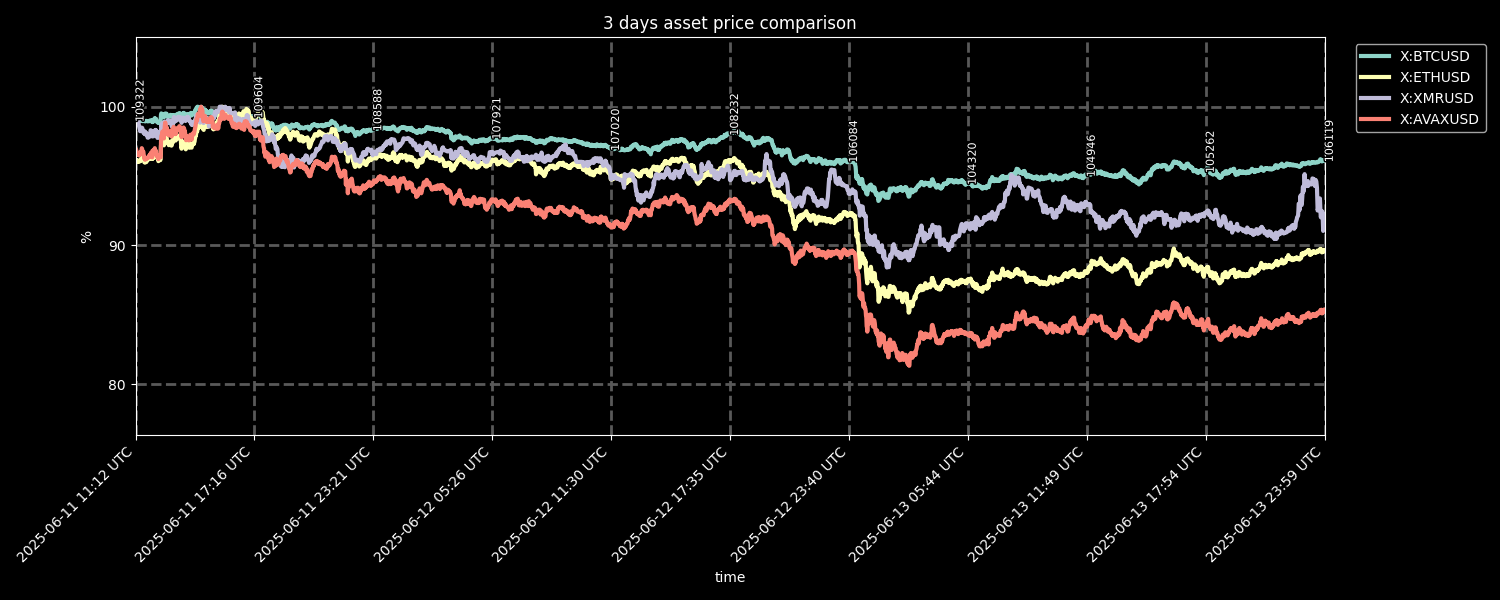 3 days asset price comparison
X:BTCUSD
X:ETHUSD
X:XMRUSD
X:AVAXUSD
%
100
90
80
109322
109604
108588
107921
107020
108232
106084
104320
104946
105262
106119
2025-06-11 11:12 UTC
2025-06-11 17:16 UTC
2025-06-11 23:21 UTC
2025-06-12 05:26 UTC
2025-06-12 11:30 UTC
2025-06-12 17:35 UTC
2025-06-12 23:40 UTC
2025-06-13 05:44 UTC
2025-06-13 11:49 UTC
2025-06-13 17:54 UTC
2025-06-13 23:59 UTC
time